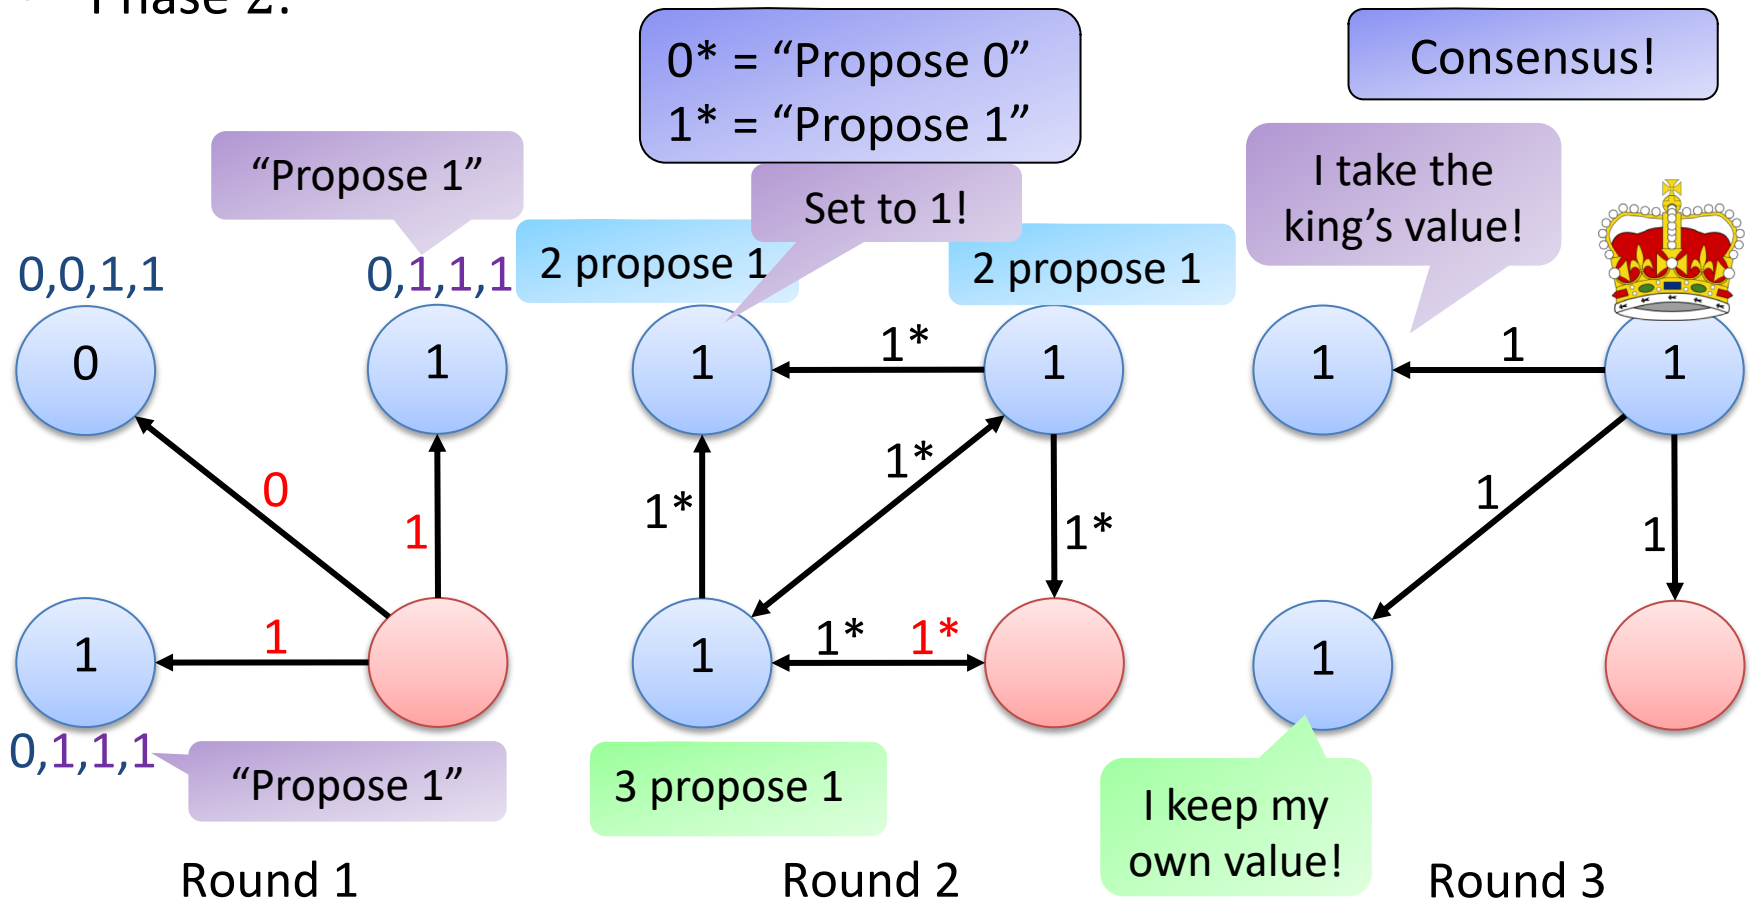 Phase 2:
0* = “Propose 0”
1* = “Propose 1”
Consensus!
“Propose 1”
Set to 1!
I take the
king’s value!
0,0,1,1
0,1,1,1
2 propose 1
2 propose 1
0
1
1
1*
1
1
1
1
0
1
1*
1*
1*
1
1
1
1
1
1* 1*
1
0,1,1,1
“Propose 1”
3 propose 1
I keep my
own value!
Round 1
Round 2
Round 3